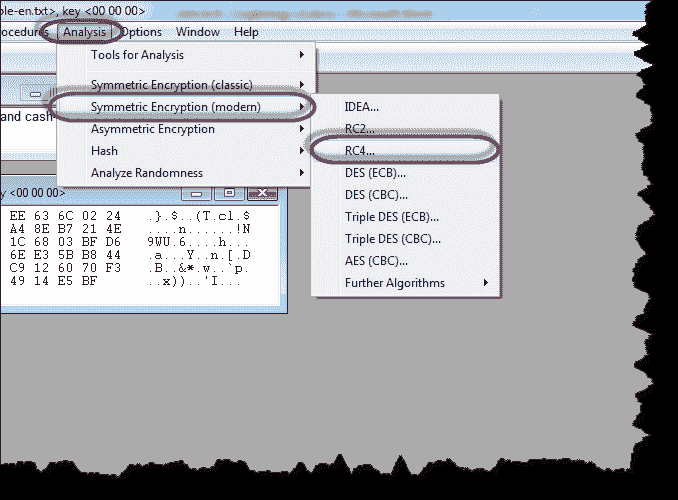 ole-en.txt>, key <00 00 00>
ocedures Analysis Options Window Help
Tools for Analysis
Symmetric Encryption (classic)
and cash Symmetric Encryption (modern) IDEA...
Asymmetric Encryption RC2...
Hash RC4...
Analyze Randomness DES (ECB)...
y <00 00 00> DES (CBC)...
EE 63 6C 02 24 .}.$..(T.cl.$ Triple DES (ECB)...
A4 8E B7 21 4E ....n......!N
1C 68 03 BF D6 9WU.6....h... Triple DES (CBC)...
6E E3 5B B8 44 .a...Y..n.[.D AES (CBC)...
C9 12 60 70 F3 .B..&*.w..`p.
49 14 E5 BF ..x))..'I... Further Algorithms